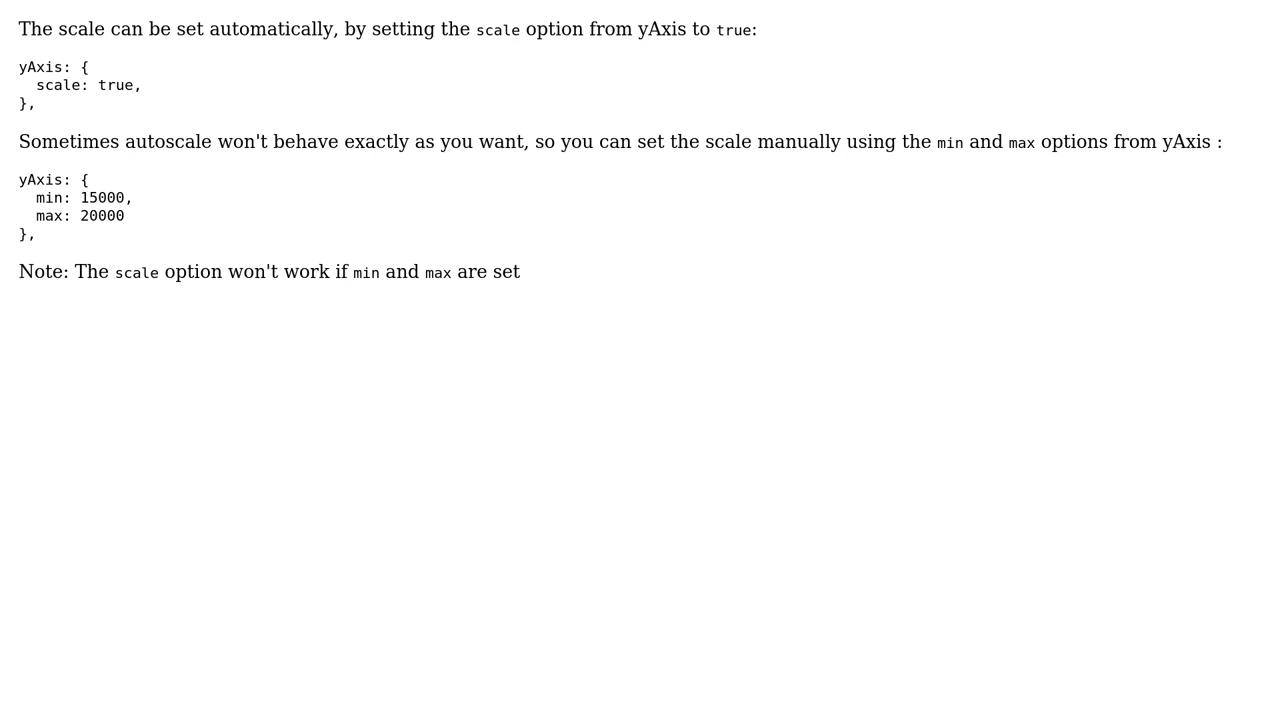 The scale can be set automatically, by setting the scale option from yAxis to true:
yAxis: {
  scale: true,
},
Sometimes autoscale won't behave exactly as you want, so you can set the scale manually using the min and max options from yAxis :
yAxis: {
  min: 15000,
  max: 20000
},
Note: The scale option won't work if min and max are set